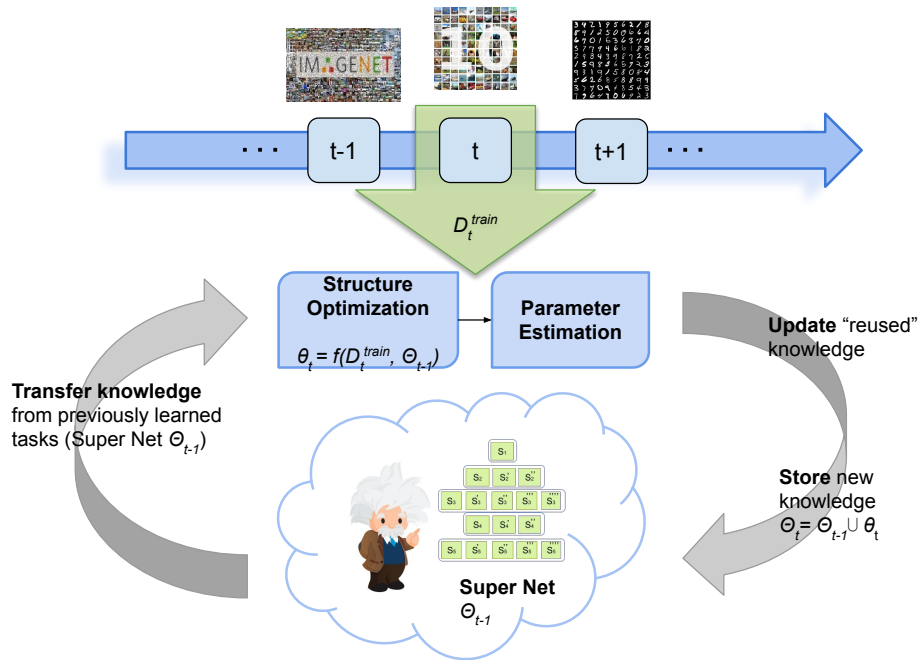 IMAGENET
10
... t-1 t t+1 ...
D_t^train
Structure
Optimization
θ_t = f(D_t^train, Θ_t-1)
Parameter
Estimation
Update “reused”
knowledge
Transfer knowledge
from previously learned
tasks (Super Net Θ_t-1)
Store new
knowledge
Θ_t = Θ_t-1 ∪ θ_t
S₁
S₂ S₂' S₂''
S₃ S₃' S₃'' S₃''' S₃''''
S₄ S₄' S₄''
S₅ S₅' S₅'' S₅''' S₅''''
Super Net
Θ_t-1